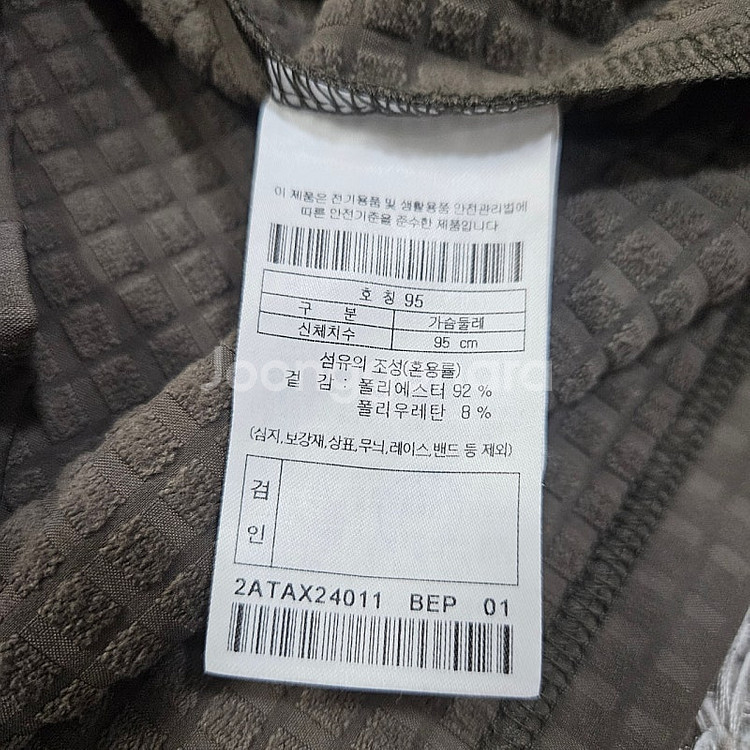 이 제품은 전기용품 및 생활용품 안전관리법에
따른 안전기준을 준수한 제품입니다
호 칭 95
구 분 가슴둘레
신체치수 95 cm
섬유의 조성(혼용률)
겉 감 : 폴리에스터 92 %
폴리우레탄 8 %
(심지,보강재,상표,무늬,레이스,밴드 등 제외)
검
인
2ATAX24011 BEP 01